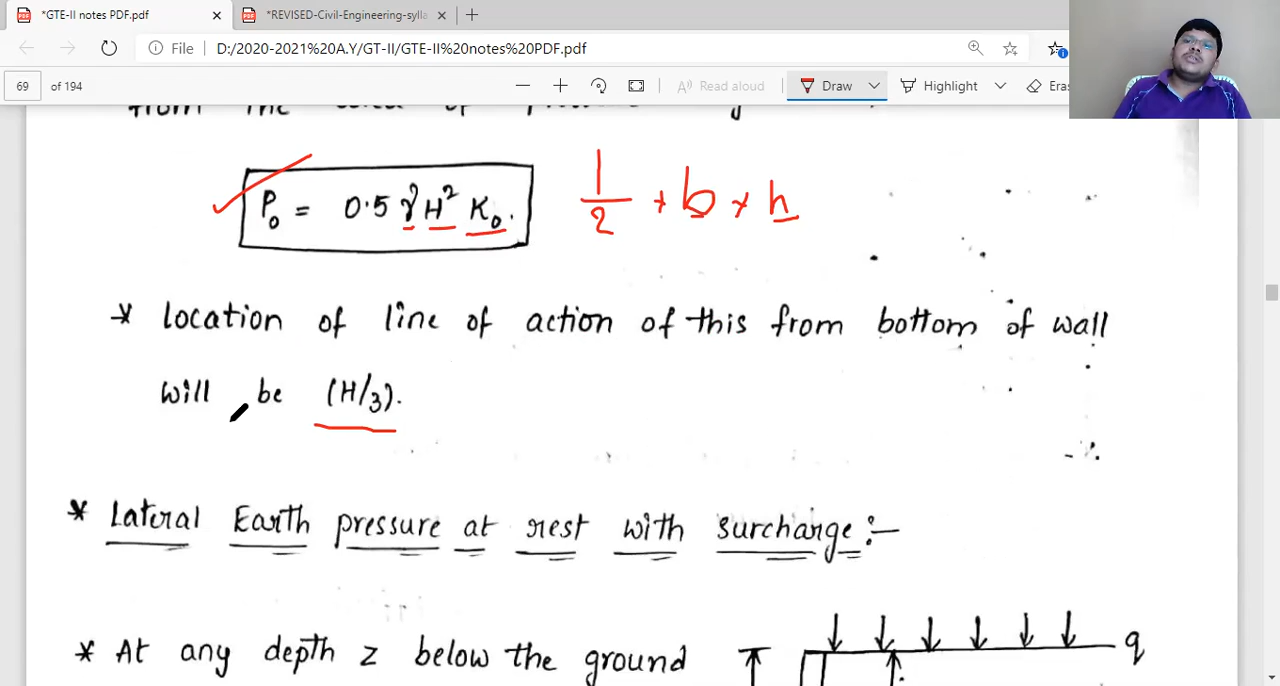 *GTE-II notes PDF.pdf
*REVISED-Civil-Engineering-sylla
File D:/2020-2021%20A.Y/GT-II/GTE-II%20notes%20PDF.pdf
69 of 194 Read aloud Draw Highlight Eras
from the
P₀ = 0.5 γ H² K₀. 1/2 * b * h
* location of line of action of this from bottom of wall
will be (H/3).
* Lateral Earth pressure at rest with surcharge:-
* At any depth z below the ground
q